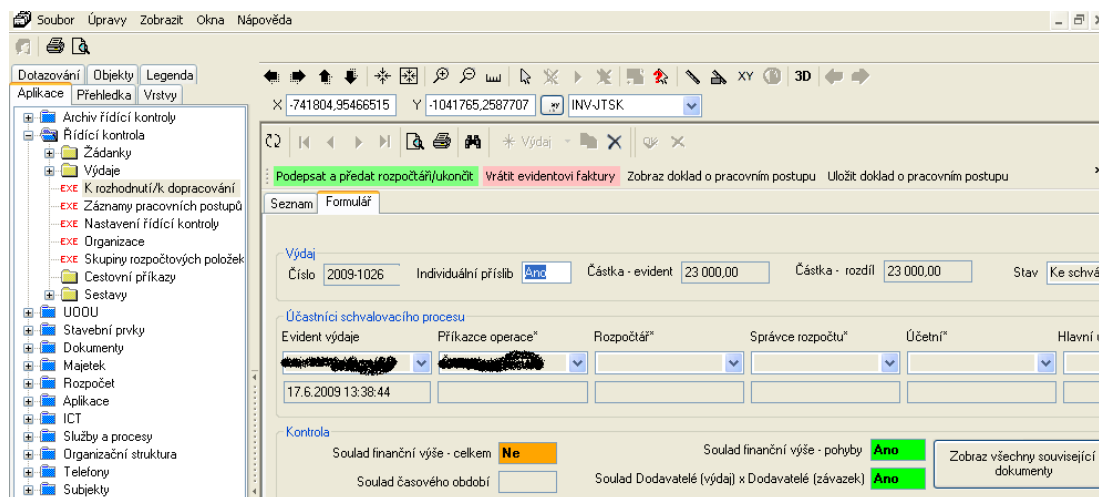 Soubor Úpravy Zobrazit Okna Nápověda
Dotazování Objekty Legenda
Aplikace Přehledka Vrstvy
Archiv řídící kontroly
Řídící kontrola
Žádanky
Výdaje
EXE K rozhodnutí/k dopracování
EXE Záznamy pracovních postupů
EXE Nastavení řídící kontroly
EXE Organizace
EXE Skupiny rozpočtových položek
Cestovní příkazy
Sestavy
UOOU
Stavební prvky
Dokumenty
Majetek
Rozpočet
Aplikace
ICT
Služby a procesy
Organizační struktura
Telefony
Subjekty
XY 3D
X -741804,95466515 Y -1041765,2587707 xy INV-JTSK
Výdaj
Podepsat a předat rozpočtáři/ukončit Vrátit evidentovi faktury Zobraz doklad o pracovním postupu Uložit doklad o pracovním postupu
Seznam Formulář
Výdaj
Číslo 2009-1026 Individuální příslib Ano Částka - evident 23 000,00 Částka - rozdíl 23 000,00 Stav Ke schvá
Účastníci schvalovacího procesu
Evident výdaje Příkazce operace* Rozpočtář* Správce rozpočtu* Účetní* Hlavní
17.6.2009 13:38:44
Kontrola
Soulad finanční výše - celkem Ne Soulad finanční výše - pohyby Ano Zobraz všechny související dokumenty
Soulad časového období Soulad Dodavatelé (výdaj) x Dodavatelé (závazek) Ano